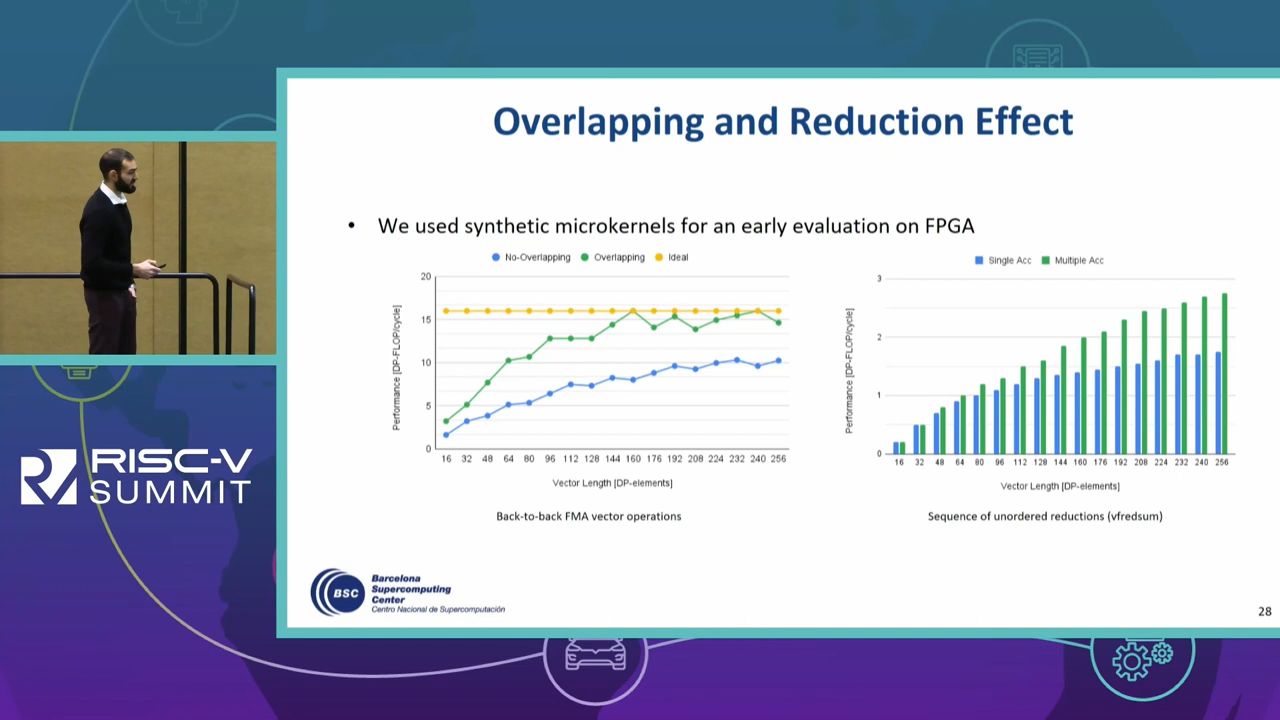 Overlapping and Reduction Effect
• We used synthetic microkernels for an early evaluation on FPGA
No-Overlapping Overlapping Ideal
20
15
10
5
0
Performance [DP-FLOP/cycle]
16 32 48 64 80 96 112 128 144 160 176 192 208 224 232 240 256
Vector Length [DP-elements]
Back-to-back FMA vector operations
Single Acc Multiple Acc
3
2
1
0
Performance [DP-FLOP/cycle]
16 32 48 64 80 96 112 128 144 160 176 192 208 224 232 240 256
Vector Length [DP-elements]
Sequence of unordered reductions (vfredsum)
RISC-V
SUMMIT
BSC
Barcelona
Supercomputing
Center
Centro Nacional de Supercomputación
28